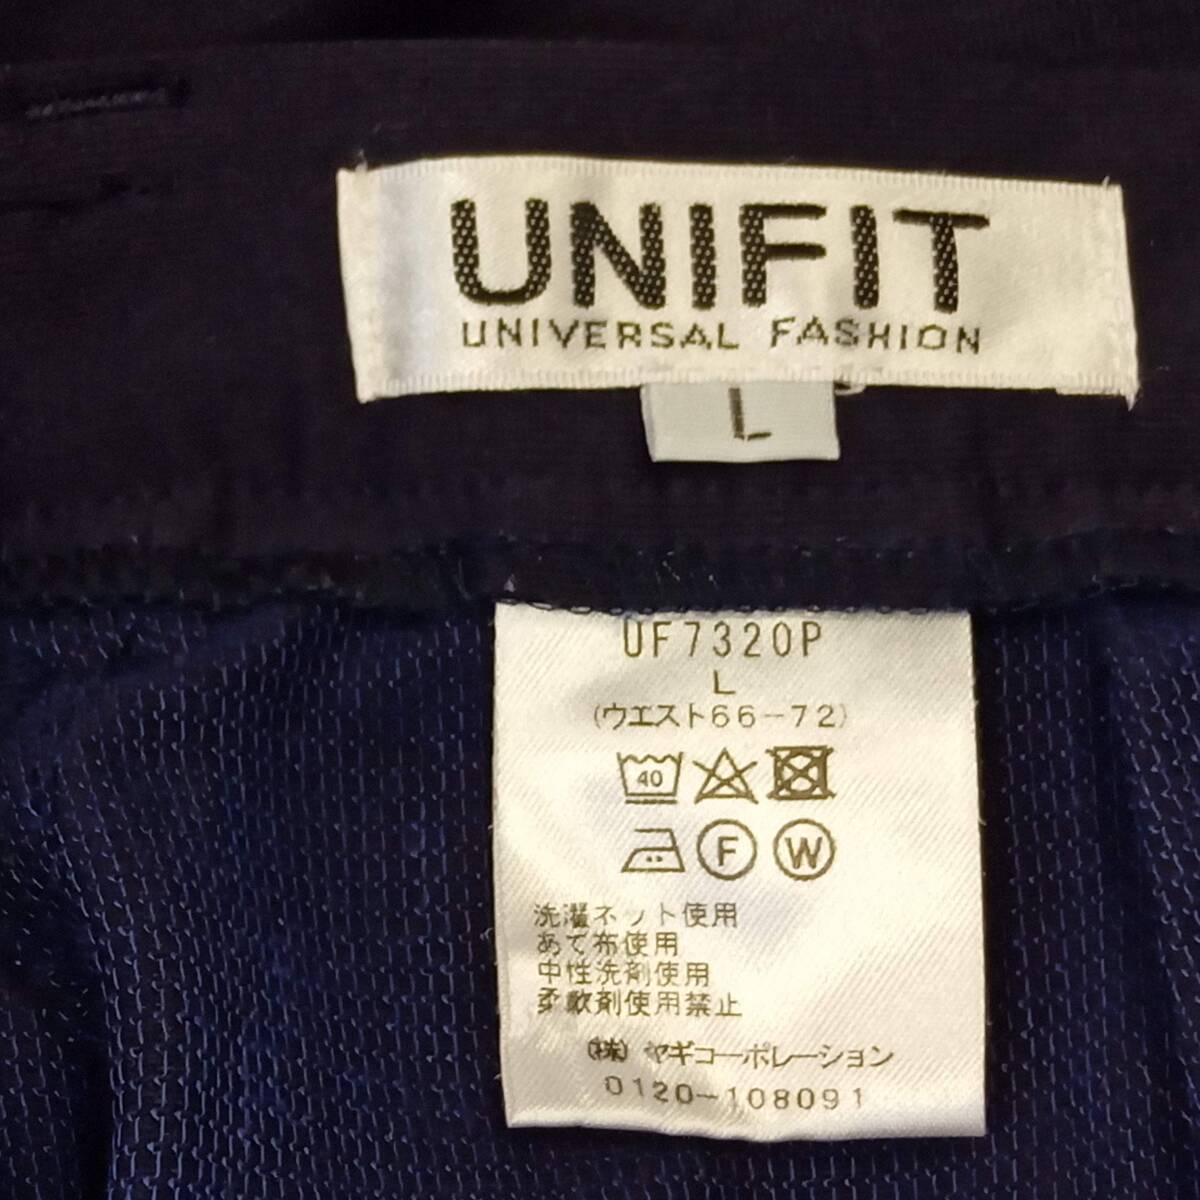 UNIFIT
UNIVERSAL FASHION
L
UF7320P
L
(ウエスト66-72)
40
F W
洗濯ネット使用
あて布使用
中性洗剤使用
柔軟剤使用禁止
(株) ヤギコーポレーション
0120-108091